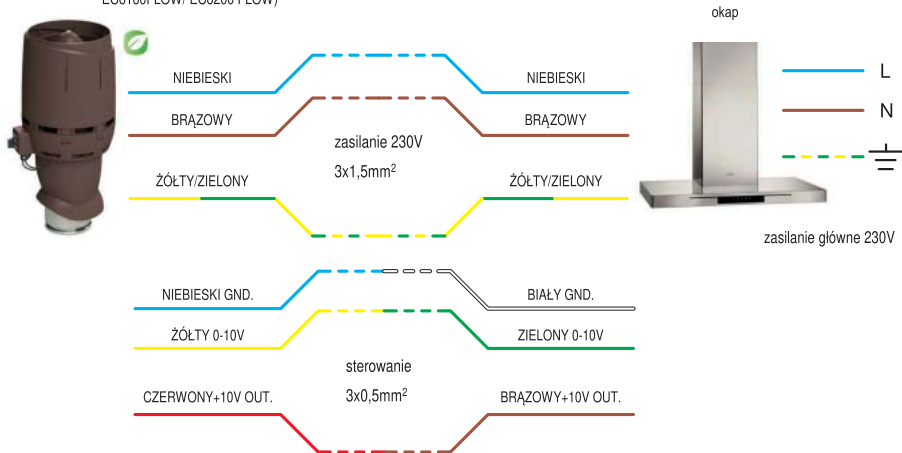 okap
NIEBIESKI
NIEBIESKI
L
BRĄZOWY
BRĄZOWY
N
zasilanie 230V
3x1,5mm²
ŻÓŁTY/ZIELONY
ŻÓŁTY/ZIELONY
zasilanie główne 230V
NIEBIESKI GND.
BIAŁY GND.
ŻÓŁTY 0-10V
ZIELONY 0-10V
sterowanie
3x0,5mm²
CZERWONY+10V OUT.
BRĄZOWY+10V OUT.